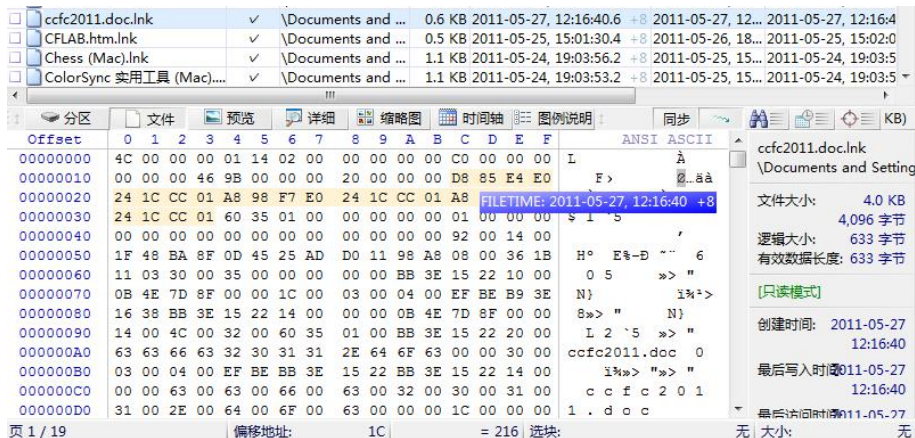 ccfc2011.doc.lnk ✓ \Documents and ... 0.6 KB 2011-05-27, 12:16:40.6 +8 2011-05-27, 12... 2011-05-27, 12:16:4
CFLAB.htm.lnk ✓ \Documents and ... 0.5 KB 2011-05-25, 15:01:30.4 +8 2011-05-26, 18... 2011-05-25, 15:02:0
Chess (Mac).lnk ✓ \Documents and ... 1.1 KB 2011-05-24, 19:03:56.2 +8 2011-05-25, 15... 2011-05-24, 19:03:5
ColorSync 实用工具 (Mac).... ✓ \Documents and ... 1.1 KB 2011-05-24, 19:03:53.2 +8 2011-05-25, 15... 2011-05-24, 19:03:5
分区 文件 预览 详细 缩略图 时间轴 图例说明 同步 KB)
Offset 0 1 2 3 4 5 6 7 8 9 A B C D E F ANSI ASCII
00000000 4C 00 00 00 01 14 02 00 00 00 00 00 C0 00 00 00 L À
00000010 00 00 00 46 9B 00 00 00 20 00 00 00 D8 85 E4 E0 F › Ø…äà
00000020 24 1C CC 01 A8 98 F7 E0 24 1C CC 01 A8
FILETIME: 2011-05-27, 12:16:40 +8
00000030 24 1C CC 01 60 35 01 00 00 00 00 00 01 00 00 00 $ Ì `5
00000040 00 00 00 00 00 00 00 00 00 00 00 00 92 00 14 00 ’
00000050 1F 48 BA 8F 0D 45 25 AD D0 11 98 A8 08 00 36 1B Hº E%-Ð ˜¨ 6
00000060 11 03 30 00 35 00 00 00 00 00 BB 3E 15 22 10 00 0 5 »> "
00000070 0B 4E 7D 8F 00 00 1C 00 03 00 04 00 EF BE B9 3E N} ï¾¹>
00000080 16 38 BB 3E 15 22 14 00 00 00 0B 4E 7D 8F 00 00 8»> " N}
00000090 14 00 4C 00 32 00 60 35 01 00 BB 3E 15 22 20 00 L 2 `5 »> "
000000A0 63 63 66 63 32 30 31 31 2E 64 6F 63 00 00 30 00 ccfc2011.doc 0
000000B0 03 00 04 00 EF BE BB 3E 15 22 BB 3E 15 22 14 00 ï¾»> "»> "
000000C0 00 00 63 00 63 00 66 00 63 00 32 00 30 00 31 00 c c f c 2 0 1
000000D0 31 00 2E 00 64 00 6F 00 63 00 00 00 1C 00 00 00 1 . d o c
ccfc2011.doc.lnk
\Documents and Setting
文件大小: 4.0 KB
4,096 字节
逻辑大小: 633 字节
有效数据长度: 633 字节
[只读模式]
创建时间: 2011-05-27
12:16:40
最后写入时间 011-05-27
12:16:40
最后访问时间 011-05-27
页 1 / 19 偏移地址: 1C = 216 选块: 无 大小: 无